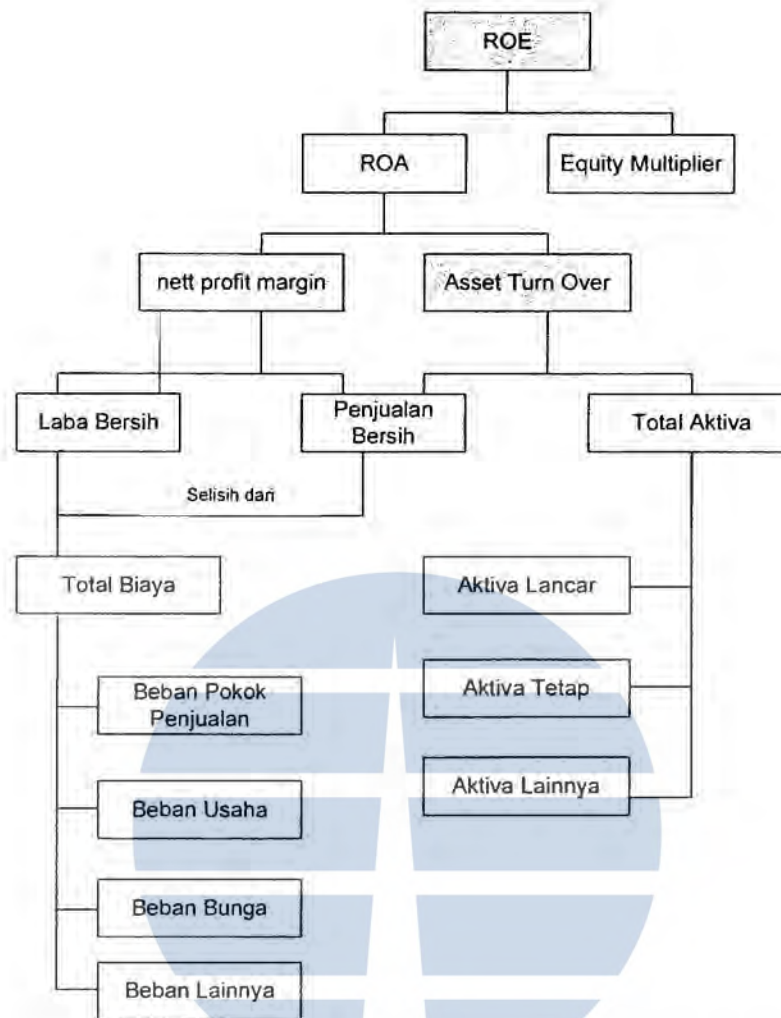 ROE
ROA
Equity Multiplier
nett profit margin
Asset Turn Over
Laba Bersih
Penjualan
Bersih
Total Aktiva
Selisih dari
Total Biaya
Aktiva Lancar
Beban Pokok
Penjualan
Aktiva Tetap
Beban Usaha
Aktiva Lainnya
Beban Bunga
Beban Lainnya